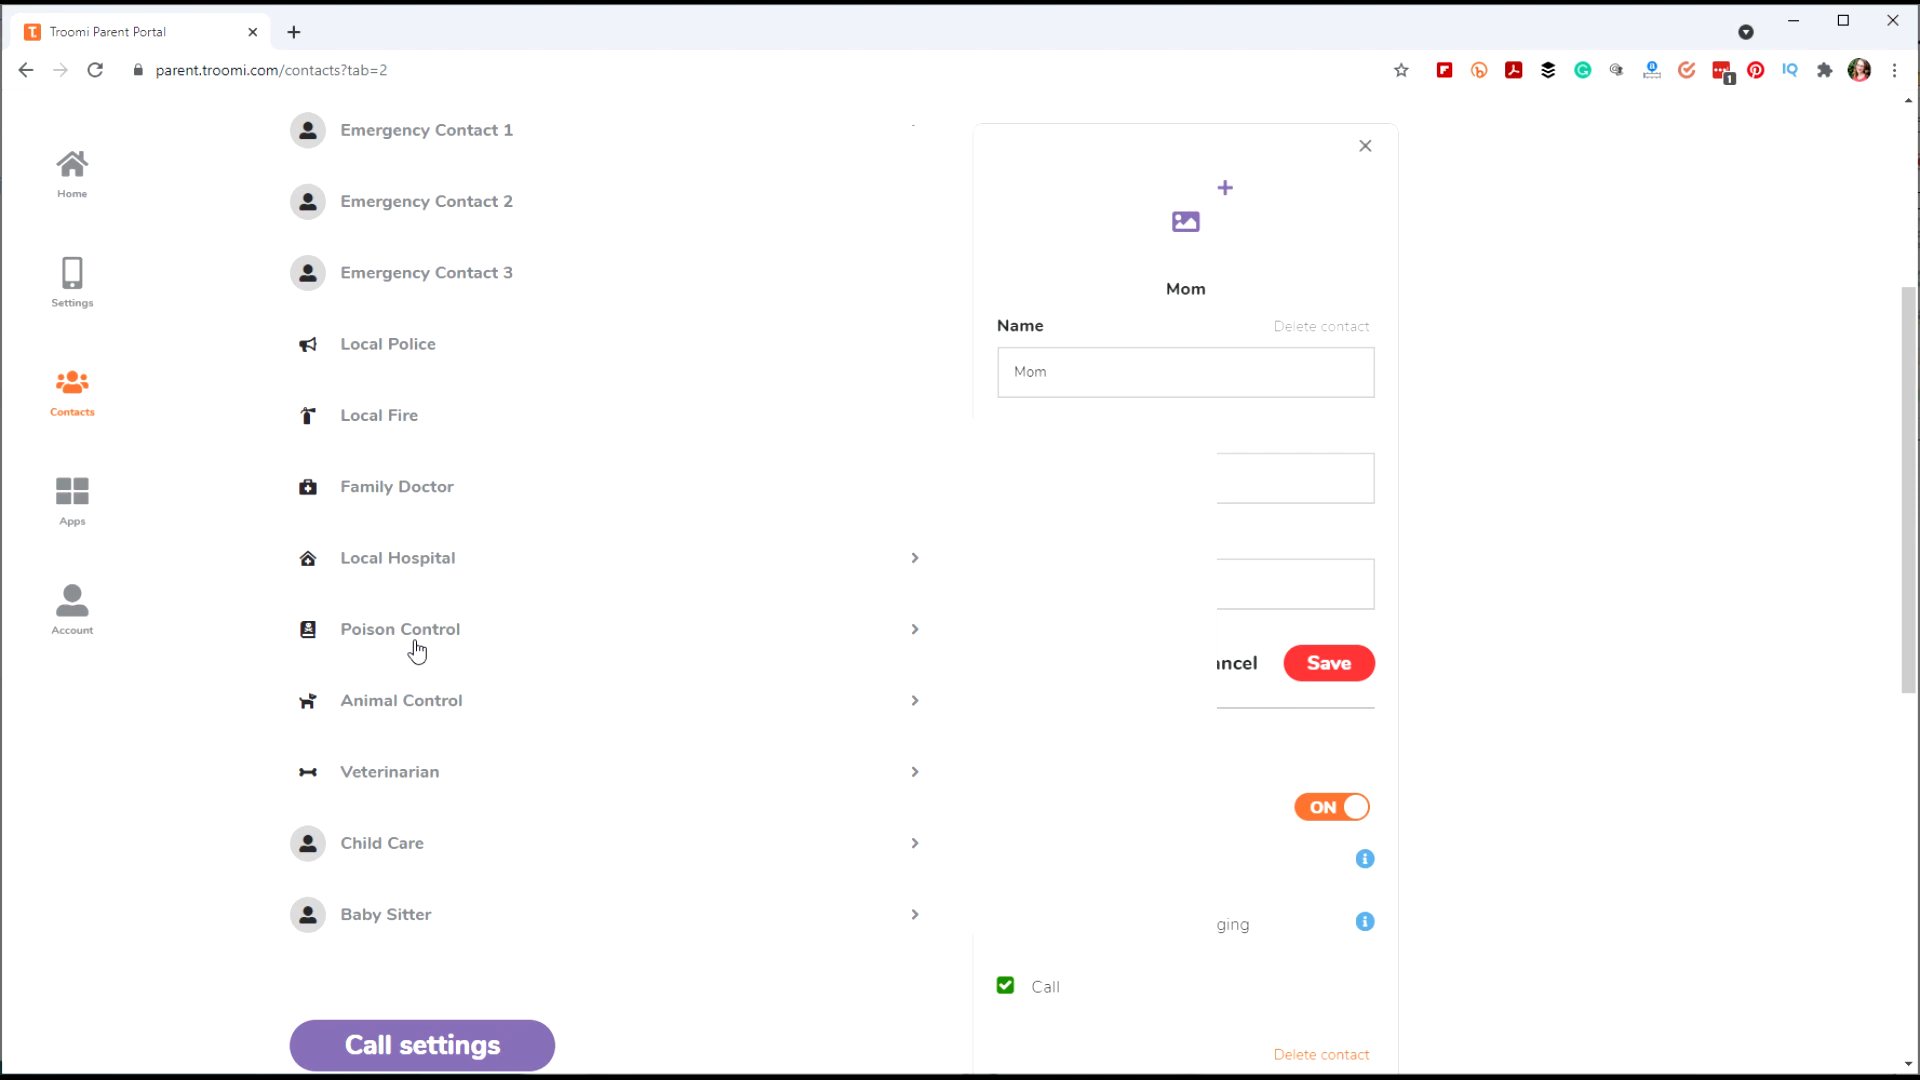 Troomi Parent Portal
parent.troomi.com/contacts?tab=2
1
IQ
Home
Settings
Contacts
Apps
Account
Emergency Contact 1
Emergency Contact 2
Emergency Contact 3
Local Police
Local Fire
Family Doctor
Local Hospital
Poison Control
Animal Control
Veterinarian
Child Care
Baby Sitter
Call settings
Mom
Name
Delete contact
Mom
ncel
Save
ON
ging
Call
Delete contact